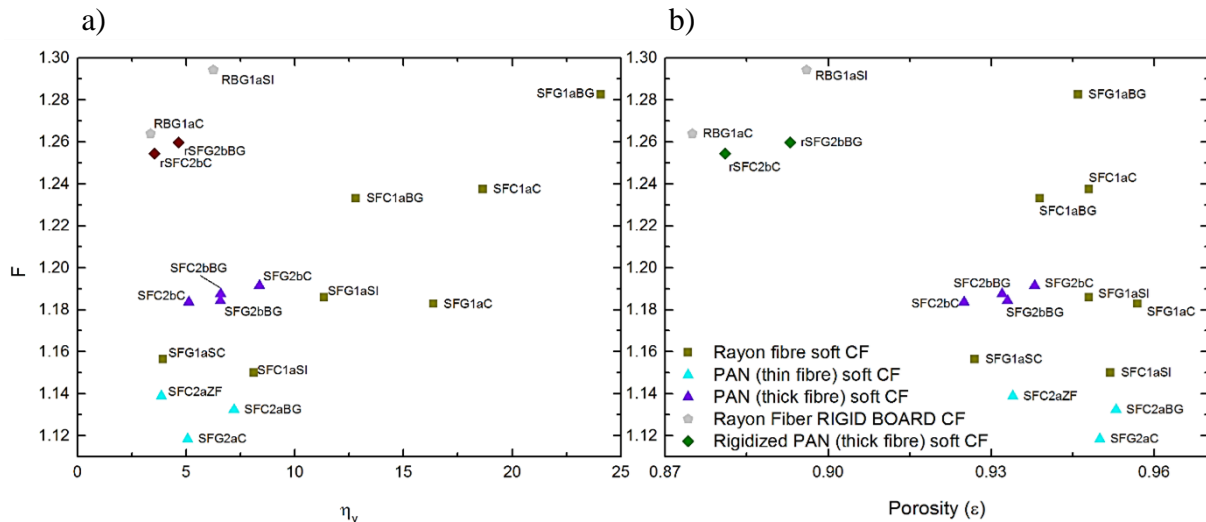 a)
b)
F
1.30
1.28
1.26
1.24
1.22
1.20
1.18
1.16
1.14
1.12
RBG1aSI
SFG1aBG
RBG1aC
rSFG2bBG
rSFC2bC
SFC1aC
SFC1aBG
SFC2bBG
SFG2bC
SFG1aSI
SFC2bC
SFG2bBG
SFG1aC
SFG1aSC
SFC1aSI
SFC2aZF
SFC2aBG
SFG2aC
0 5 10 15 20 25
ηv
RBG1aSI
SFG1aBG
RBG1aC
rSFG2bBG
rSFC2bC
SFC1aC
SFC1aBG
SFC2bBG
SFG2bC
SFG1aSI
SFC2bC
SFG2bBG
SFG1aC
SFG1aSC
SFC1aSI
SFC2aZF
SFC2aBG
SFG2aC
Rayon fibre soft CF
PAN (thin fibre) soft CF
PAN (thick fibre) soft CF
Rayon Fiber RIGID BOARD CF
Rigidized PAN (thick fibre) soft CF
0.87 0.90 0.93 0.96
Porosity (ε)